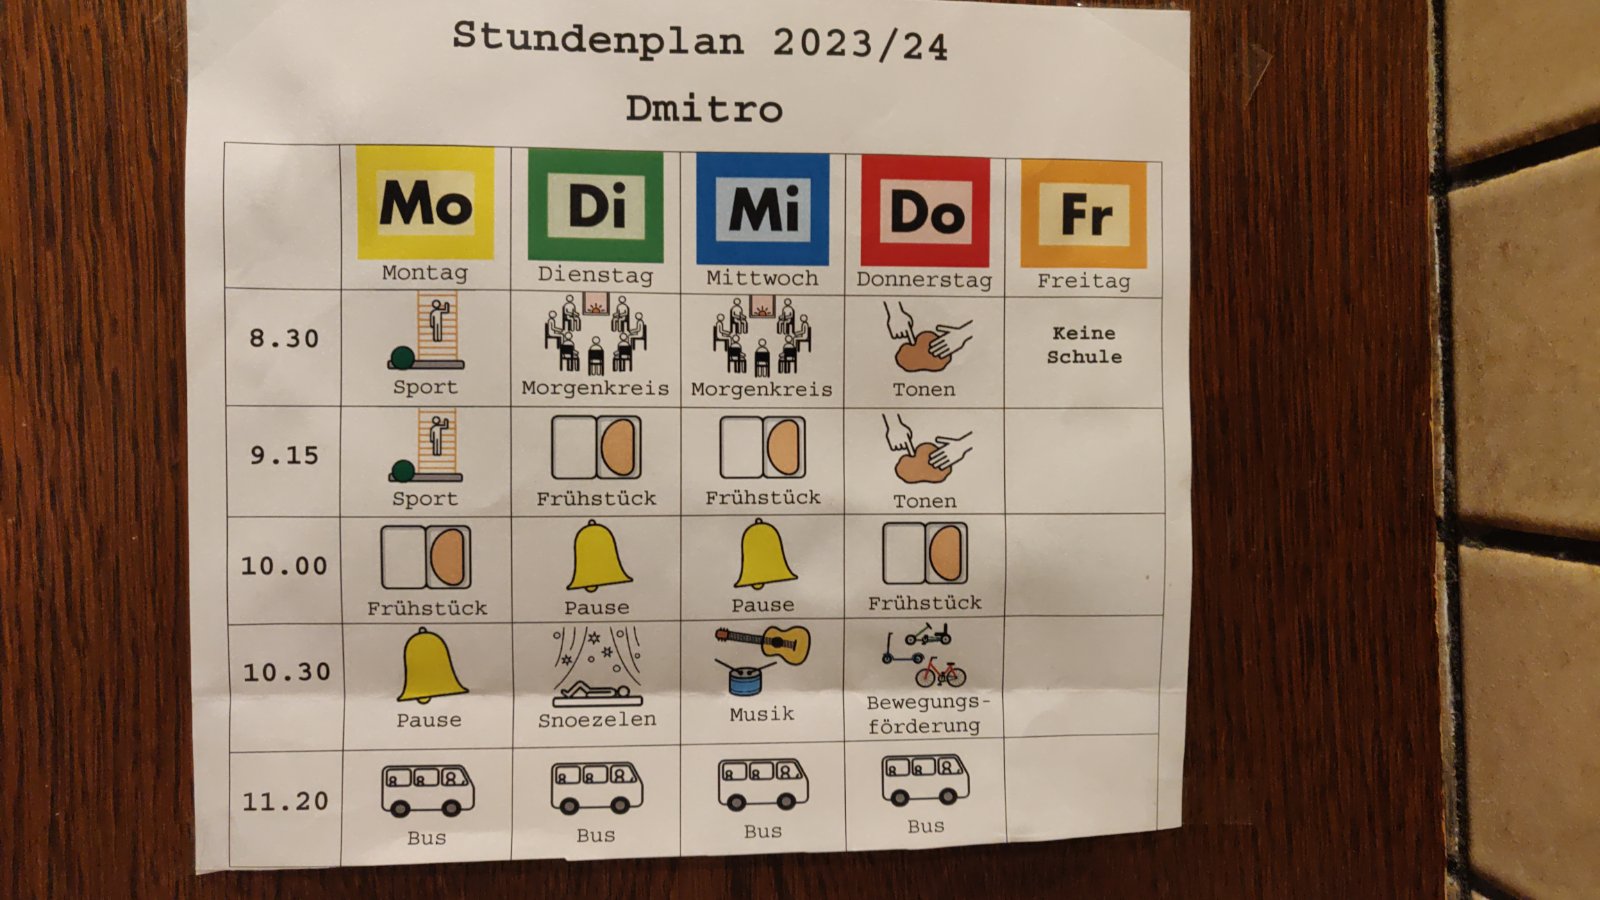 Stundenplan 2023/24
Dmitro
Mo Di Mi Do Fr
Montag Dienstag Mittwoch Donnerstag Freitag
8.30 Sport Morgenkreis Morgenkreis Tonen Keine
Schule
9.15 Sport Frühstück Frühstück Tonen
10.00 Frühstück Pause Pause Frühstück
10.30 Pause Snoezelen Musik Bewegungs-
förderung
11.20 Bus Bus Bus Bus